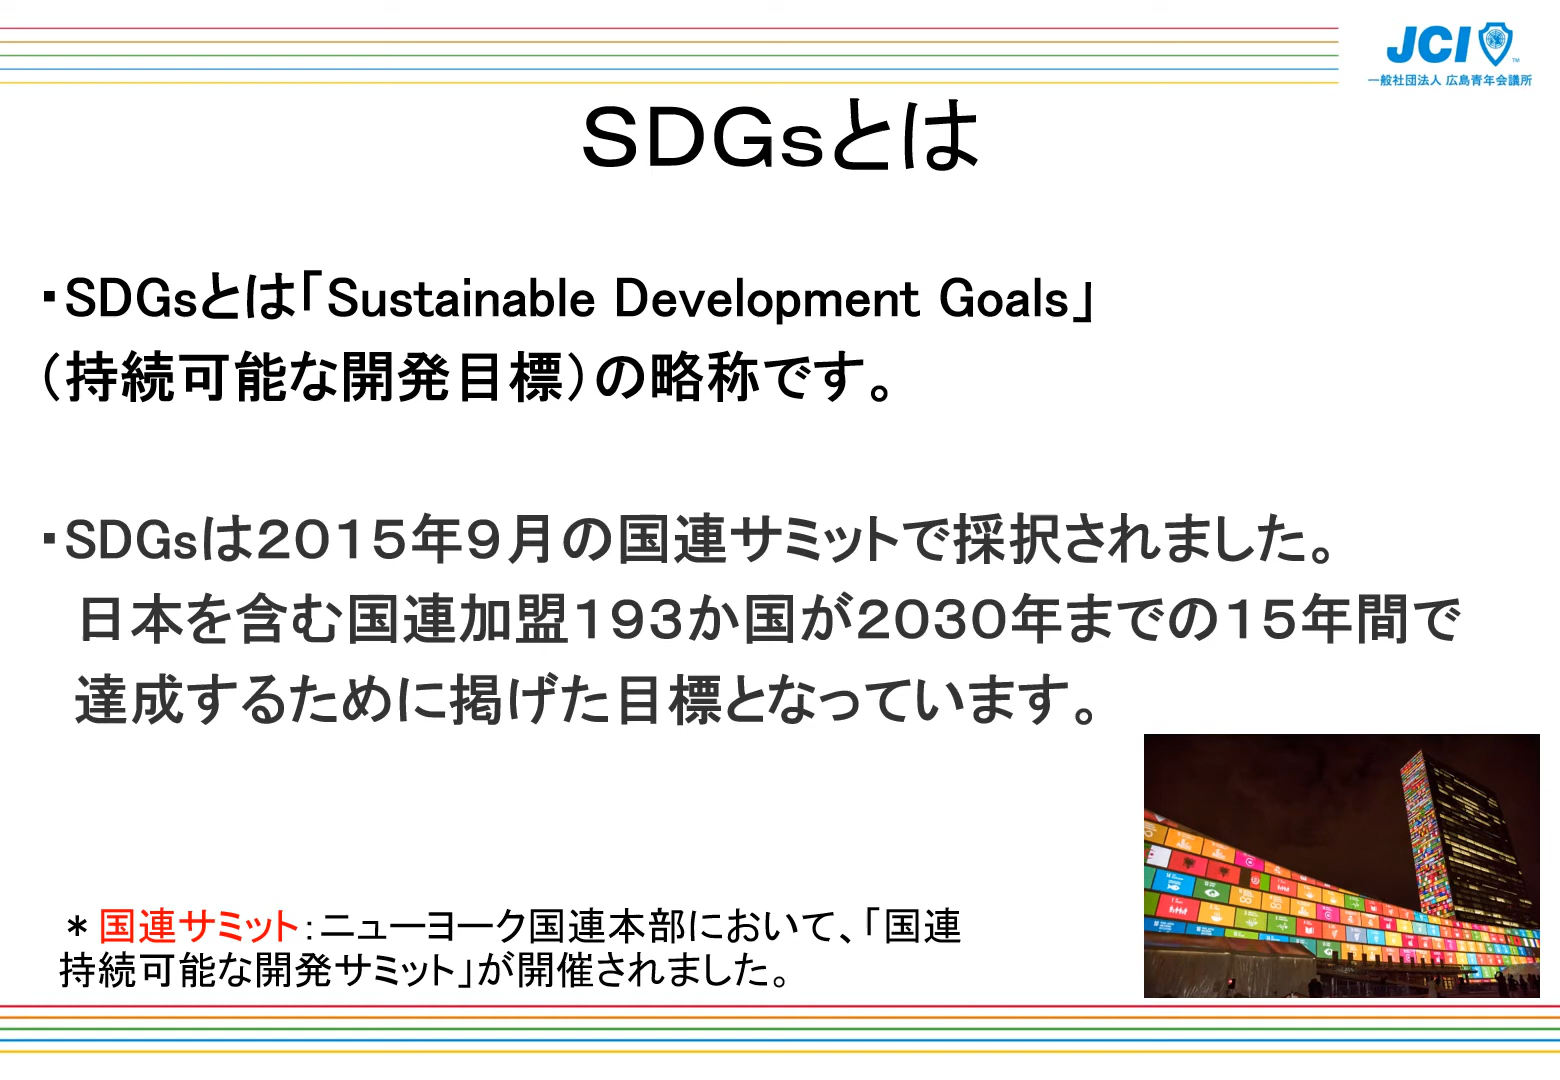 JCI
TM
一般社団法人 広島青年会議所
ＳＤＧｓとは
・SDGsとは「Sustainable Development Goals」
（持続可能な開発目標）の略称です。
・SDGsは２０１５年９月の国連サミットで採択されました。
日本を含む国連加盟１９３か国が２０３０年までの１５年間で
達成するために掲げた目標となっています。
＊国連サミット：ニューヨーク国連本部において、「国連
持続可能な開発サミット」が開催されました。